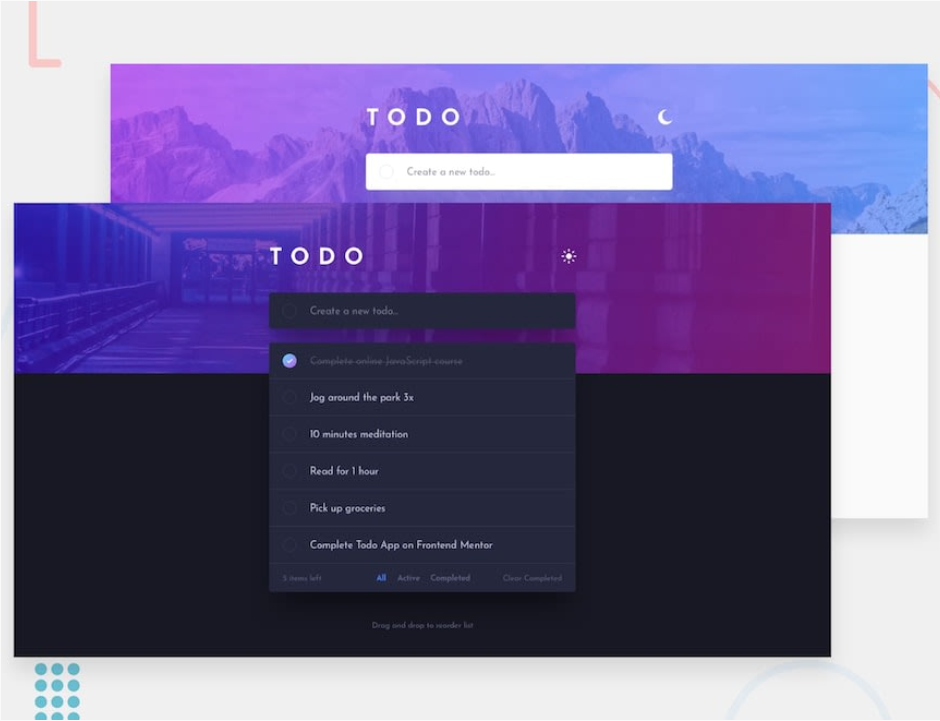 TODO
Create a new todo...
TODO
Create a new todo...
Complete online JavaScript course
Jog around the park 3x
10 minutes meditation
Read for 1 hour
Pick up groceries
Complete Todo App on Frontend Mentor
5 items left All Active Completed Clear Completed
Drag and drop to reorder list